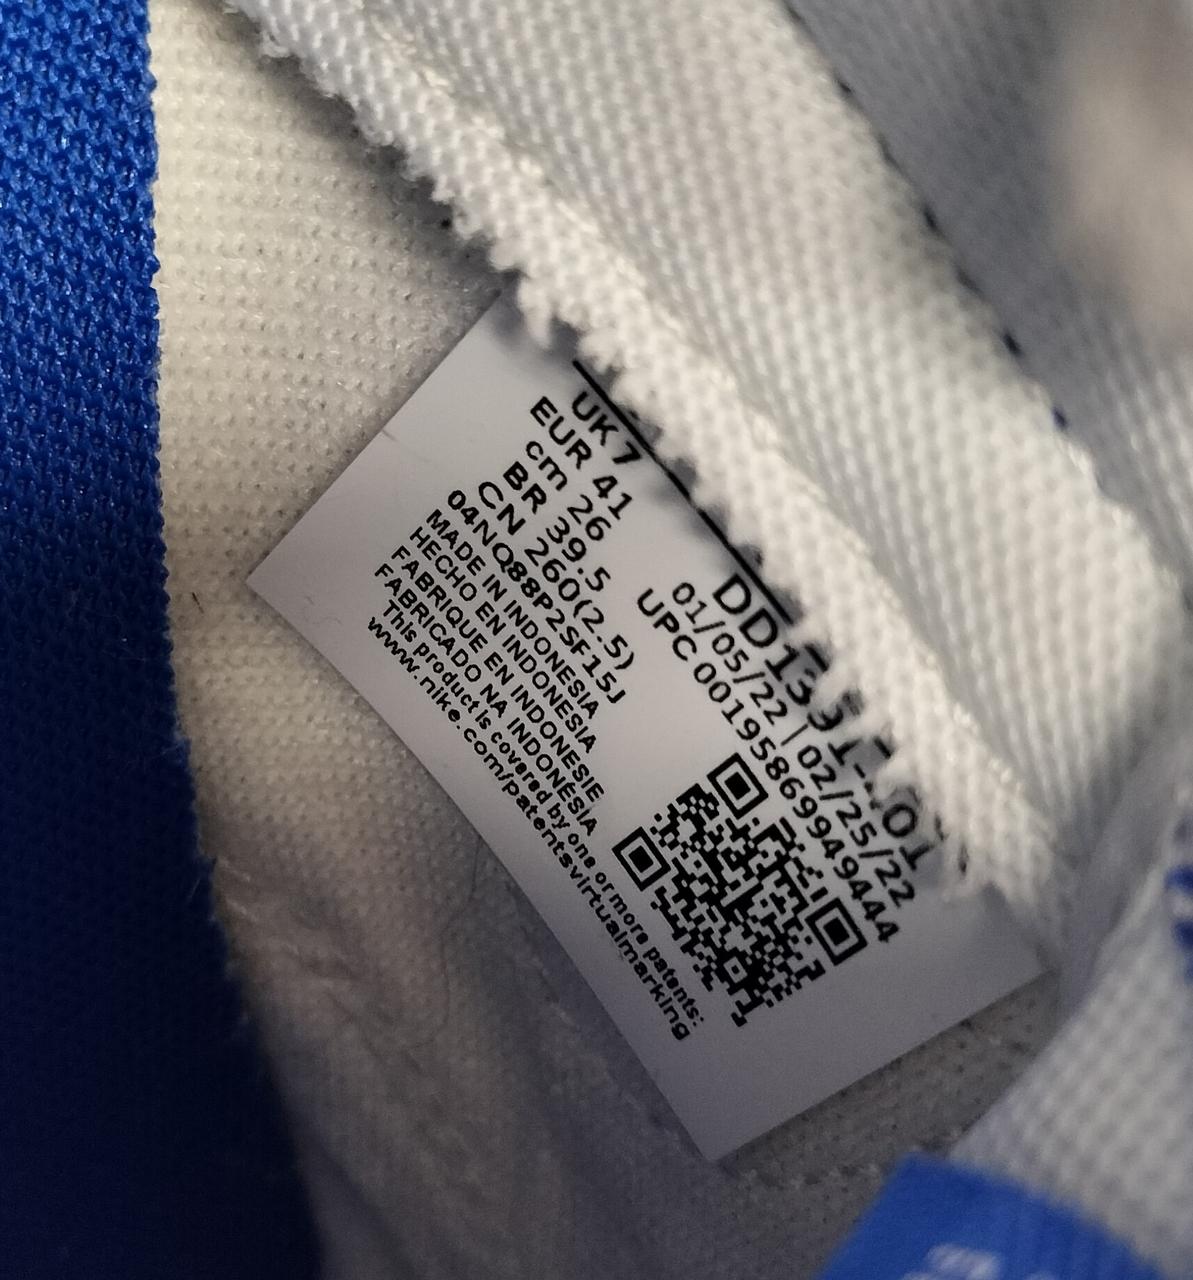 UK 7
EUR 41
cm 26
BR 39.5
CN 260(2.5)
04NQ88P2SF15J
MADE IN INDONESIA
HECHO EN INDONESIA
FABRIQUE EN INDONESIE
FABRICADO NA INDONÉSIA
This product is covered by one or more patents:
www.nike.com/patentsvirtualmarking
01/05/22 | 02/25/22
UPC 00195869949444